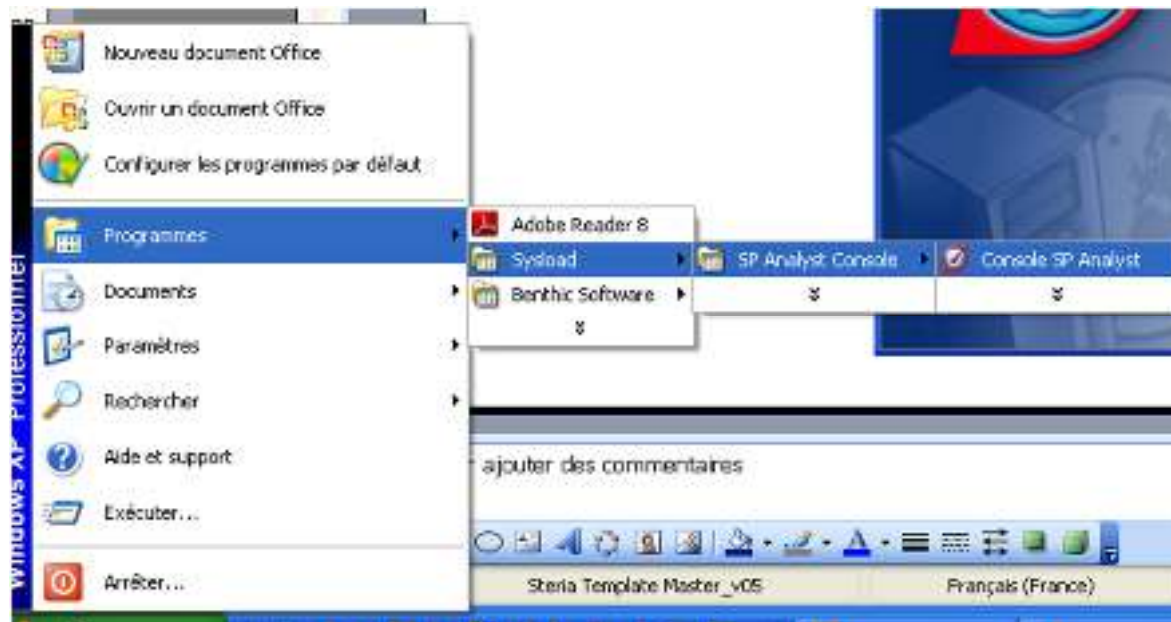 Nouveau document Office
Ouvrir un document Office
Configurer les programmes par défaut
Programmes
Documents
Paramètres
Rechercher
Aide et support
Exécuter...
Arrêter...
Windows XP Professionnel
Adobe Reader 8
Sysload
Benthic Software
SP Analyst Console
Console SP Analyst
ajouter des commentaires
Steria Template Master_v05
Français (France)